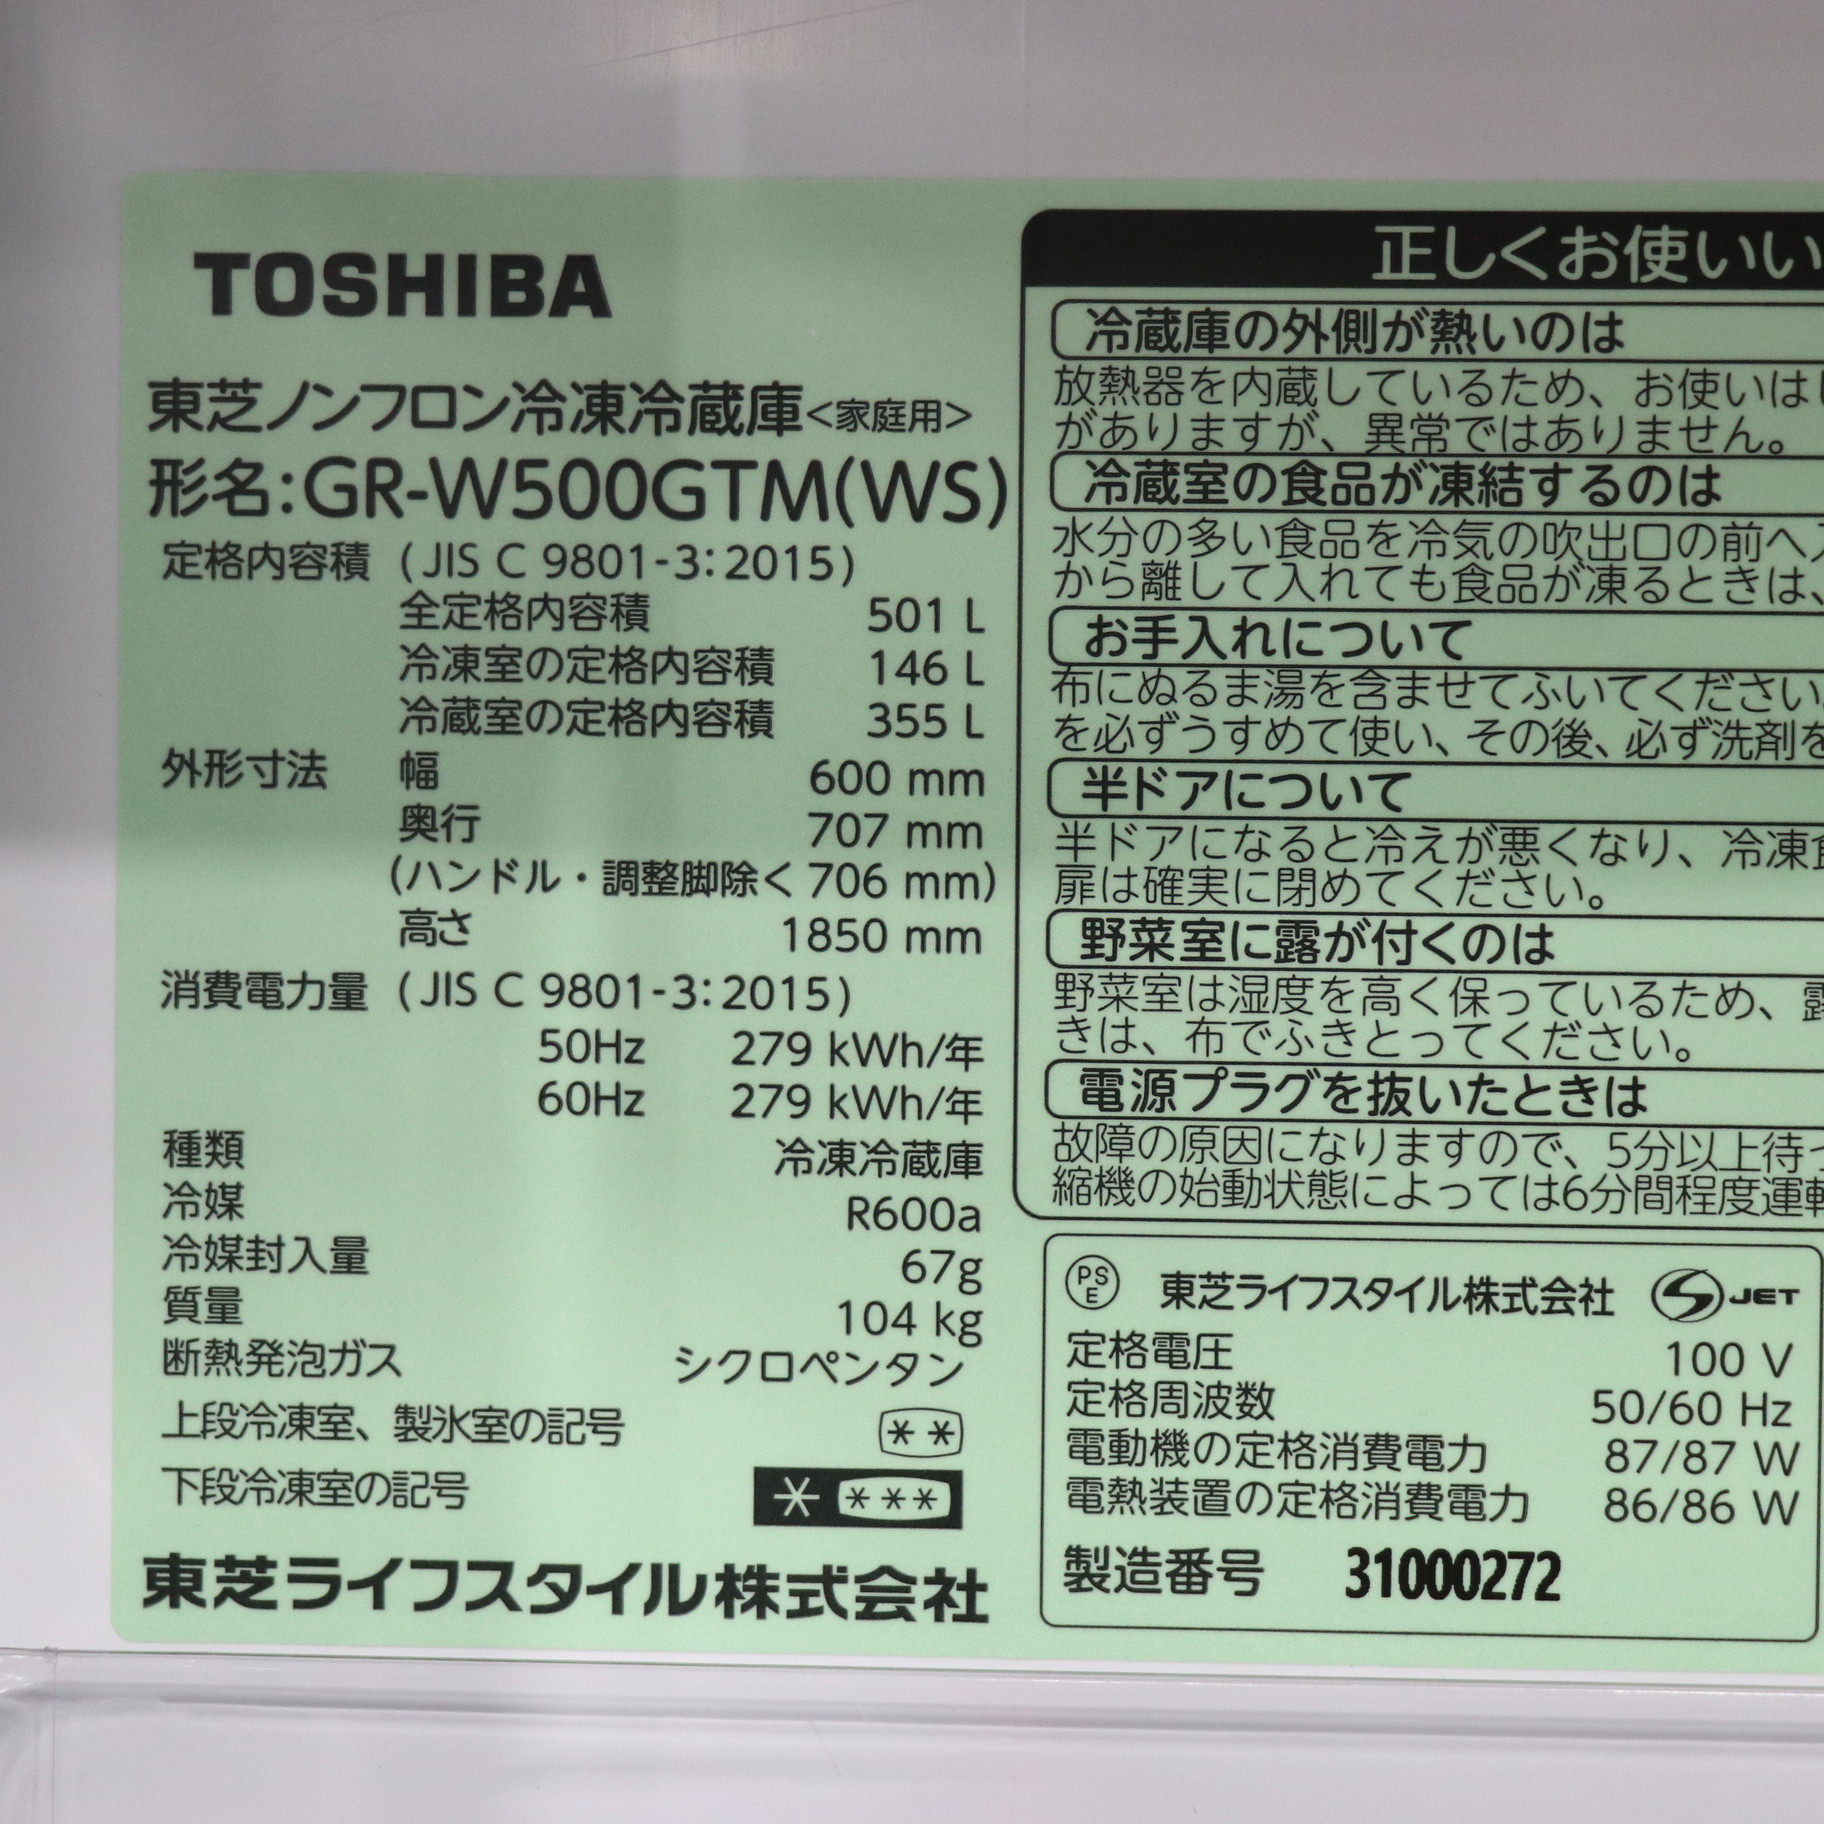 TOSHIBA
東芝ノンフロン冷凍冷蔵庫<家庭用>
形名:GR-W500GTM(WS)
定格内容積 (JIS C 9801-3:2015)
全定格内容積 501 L
冷凍室の定格内容積 146 L
冷蔵室の定格内容積 355 L
外形寸法 幅 600 mm
奥行 707 mm
(ハンドル・調整脚除く 706 mm)
高さ 1850 mm
消費電力量 (JIS C 9801-3:2015)
50Hz 279 kWh/年
60Hz 279 kWh/年
種類 冷凍冷蔵庫
冷媒 R600a
冷媒封入量 67g
質量 104 kg
断熱発泡ガス シクロペンタン
上段冷凍室、製氷室の記号 **
下段冷凍室の記号 * ***
東芝ライフスタイル株式会社
正しくお使いい
冷蔵庫の外側が熱いのは
放熱器を内蔵しているため、お使いは
がありますが、異常ではありません。
冷蔵室の食品が凍結するのは
水分の多い食品を冷気の吹出口の前へ
から離して入れても食品が凍るときは、
お手入れについて
布にぬるま湯を含ませてふいてください
を必ずうすめて使い、その後、必ず洗剤を
半ドアについて
半ドアになると冷えが悪くなり、冷凍
扉は確実に閉めてください。
野菜室に露が付くのは
野菜室は湿度を高く保っているため、露
きは、布でふきとってください。
電源プラグを抜いたときは
故障の原因になりますので、5分以上待
縮機の始動状態によっては6分間程度運転
PSE 東芝ライフスタイル株式会社 S JET
定格電圧 100 V
定格周波数 50/60 Hz
電動機の定格消費電力 87/87 W
電熱装置の定格消費電力 86/86 W
製造番号 31000272